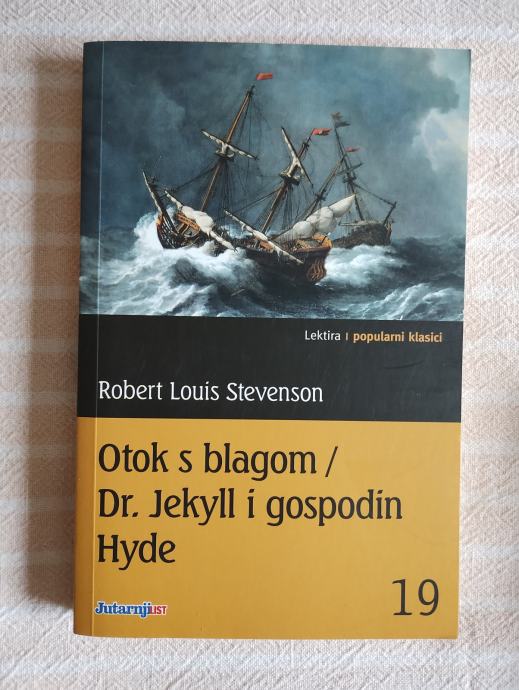 Lektira I popularni klasici
Robert Louis Stevenson
Otok s blagom /
Dr. Jekyll i gospodin
Hyde
19
Jutarnji LIST